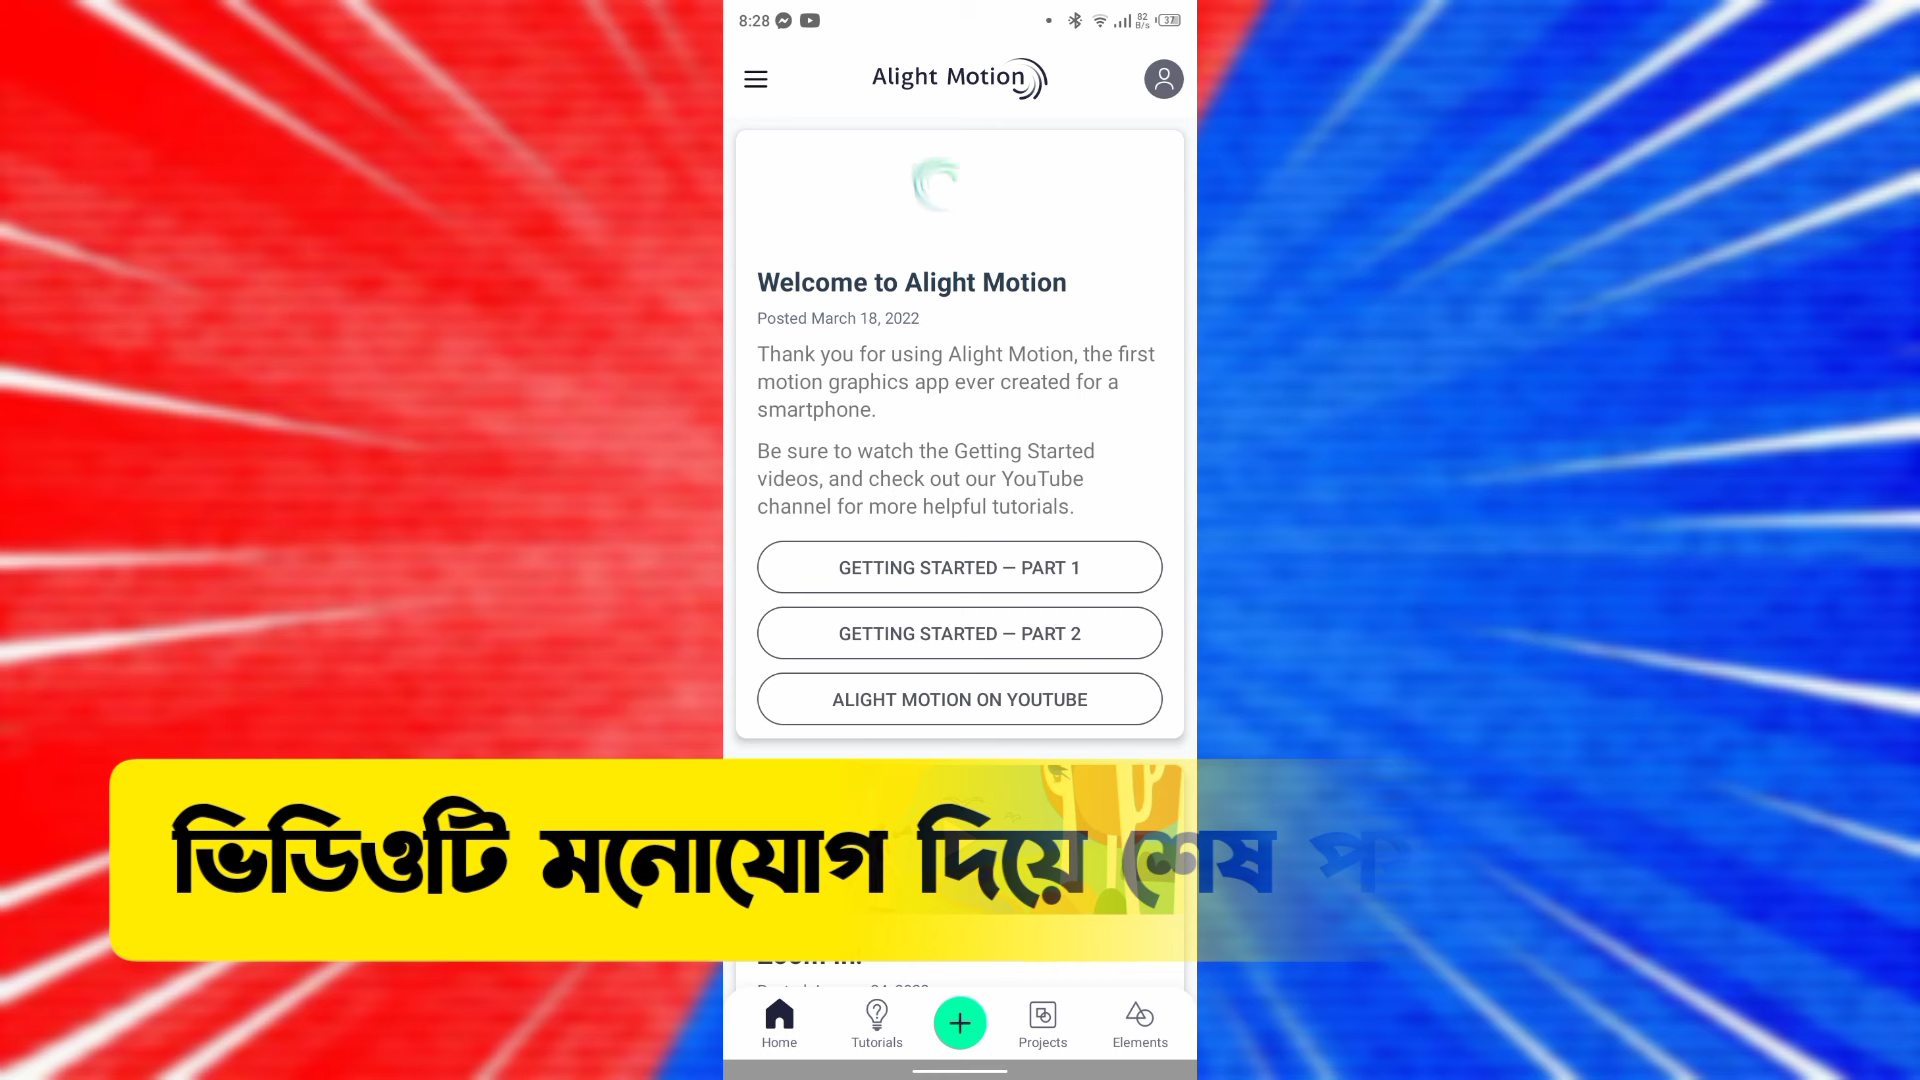 8:28
82
B/s
37
Alight Motion
Welcome to Alight Motion
Posted March 18, 2022
Thank you for using Alight Motion, the first
motion graphics app ever created for a
smartphone.
Be sure to watch the Getting Started
videos, and check out our YouTube
channel for more helpful tutorials.
GETTING STARTED — PART 1
GETTING STARTED — PART 2
ALIGHT MOTION ON YOUTUBE
ভিডিওটি মনোযোগ দিয়ে শেষ
Home
Tutorials
Projects
Elements